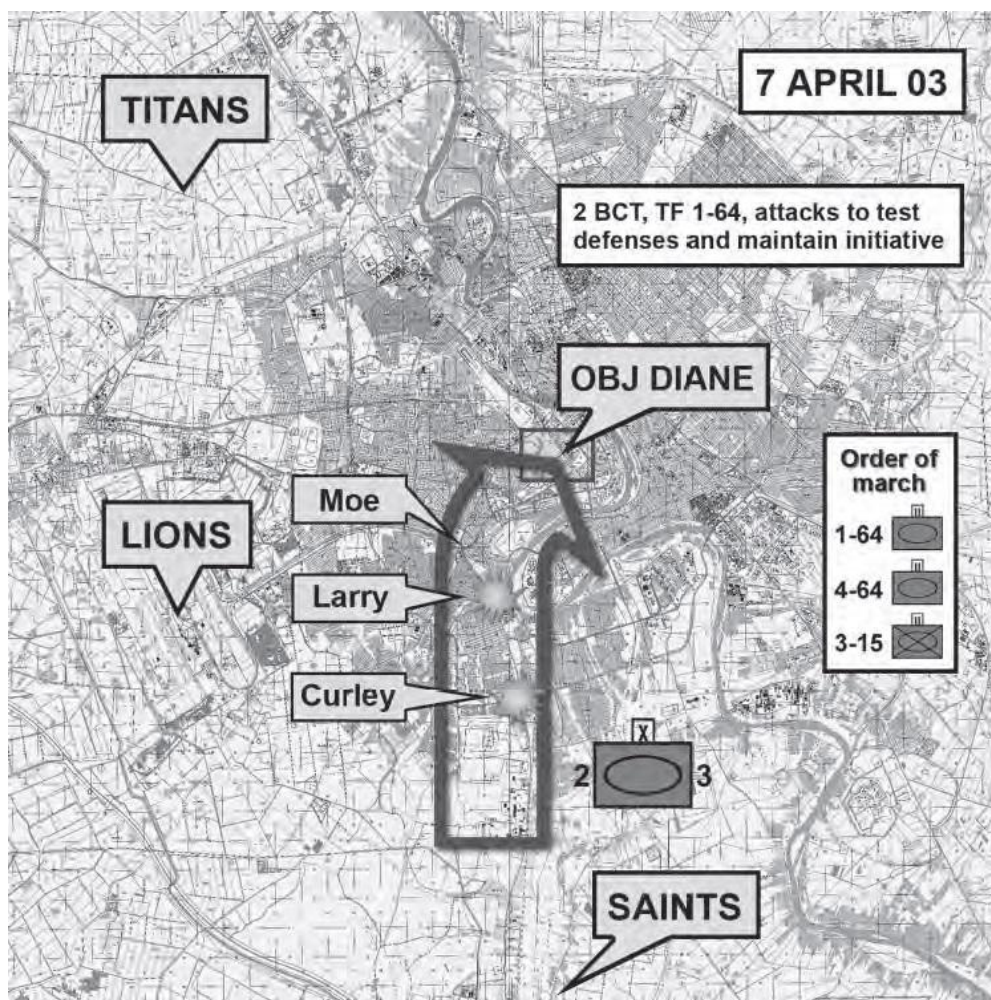 TITANS
7 APRIL 03
2 BCT, TF 1-64, attacks to test
defenses and maintain initiative
OBJ DIANE
Order of
march
1-64
4-64
3-15
Moe
LIONS
Larry
Curley
X
2 3
SAINTS